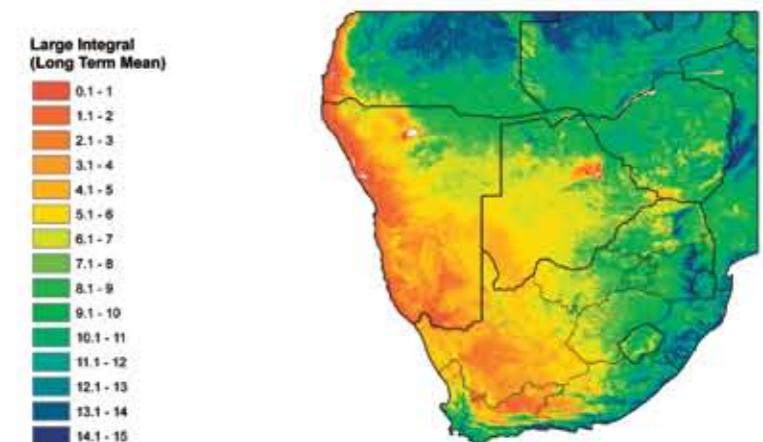 Large Integral
(Long Term Mean)
0.1 - 1
1.1 - 2
2.1 - 3
3.1 - 4
4.1 - 5
5.1 - 6
6.1 - 7
7.1 - 8
8.1 - 9
9.1 - 10
10.1 - 11
11.1 - 12
12.1 - 13
13.1 - 14
14.1 - 15